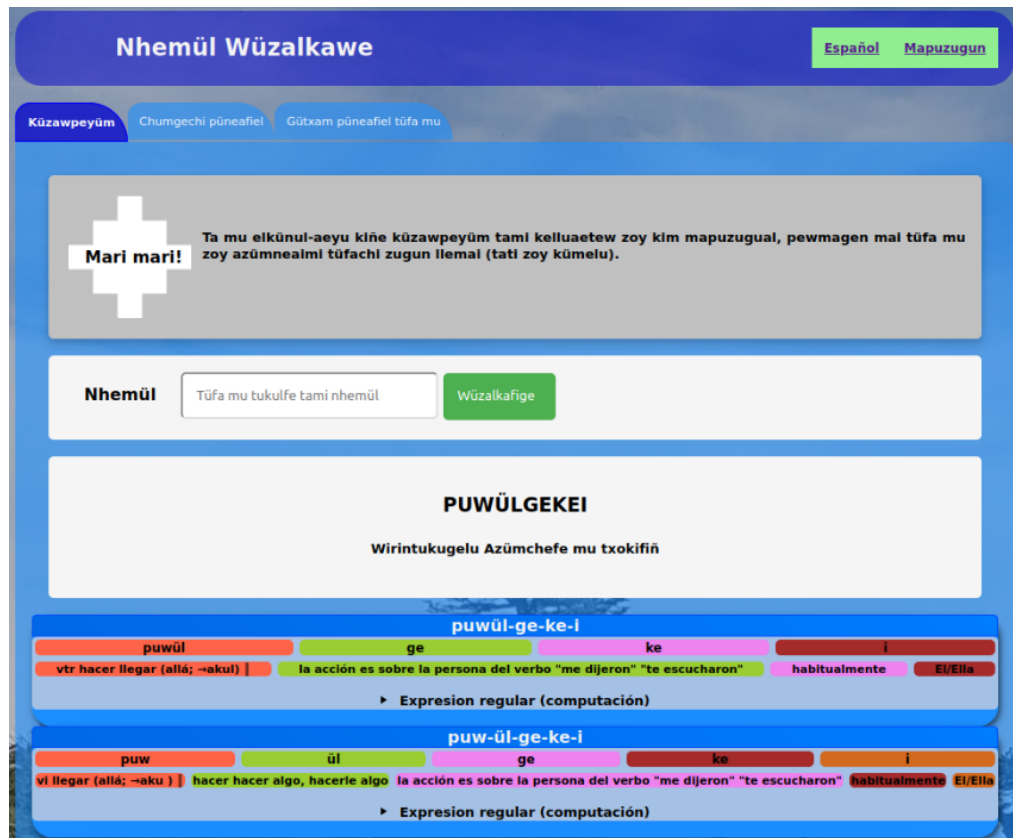 Nhemül Wüzalkawe
Español Mapuzugun
Küzawpeyüm Chumgechi püneafiel Gütxam püneafiel tüfa mu
Mari mari!
Ta mu elkünul-aeyu kiñe küzawpeyüm tami kelluaetew zoy kim mapuzugual, pewmagen mai tüfa mu
zoy azümnealmi tüfachi zugun llemai (tati zoy kümelu).
Nhemül Tüfa mu tukulfe tami nhemül Wüzalkafige
PUWÜLGEKEI
Wirintukugelu Azümchefe mu txokifiñ
puwül-ge-ke-i
puwül ge ke i
vtr hacer llegar (allá; →akul) ║ la acción es sobre la persona del verbo "me dijeron" "te escucharon" habitualmente El/Ella
▸ Expresion regular (computación)
puw-ül-ge-ke-i
puw ül ge ke i
vi llegar (allá; →aku ) ║ hacer hacer algo, hacerle algo la acción es sobre la persona del verbo "me dijeron" "te escucharon" habitualmente El/Ella
▸ Expresion regular (computación)